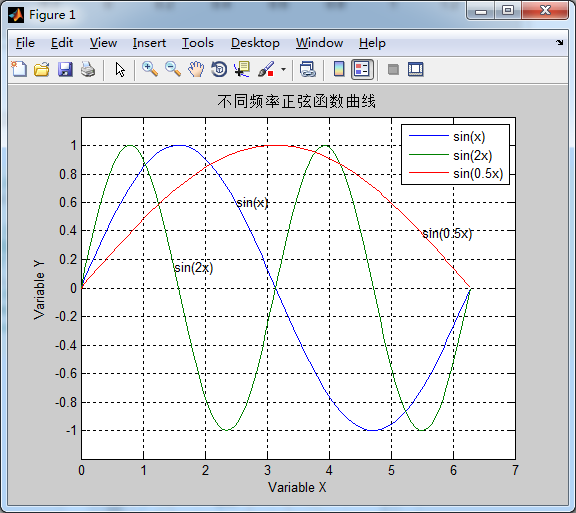 Figure 1
File Edit View Insert Tools Desktop Window Help
不同频率正弦函数曲线
sin(x)
sin(2x)
sin(0.5x)
1
0.8
0.6
0.4
0.2
0
-0.2
-0.4
-0.6
-0.8
-1
Variable Y
sin(x)
sin(0.5x)
sin(2x)
0 1 2 3 4 5 6 7
Variable X